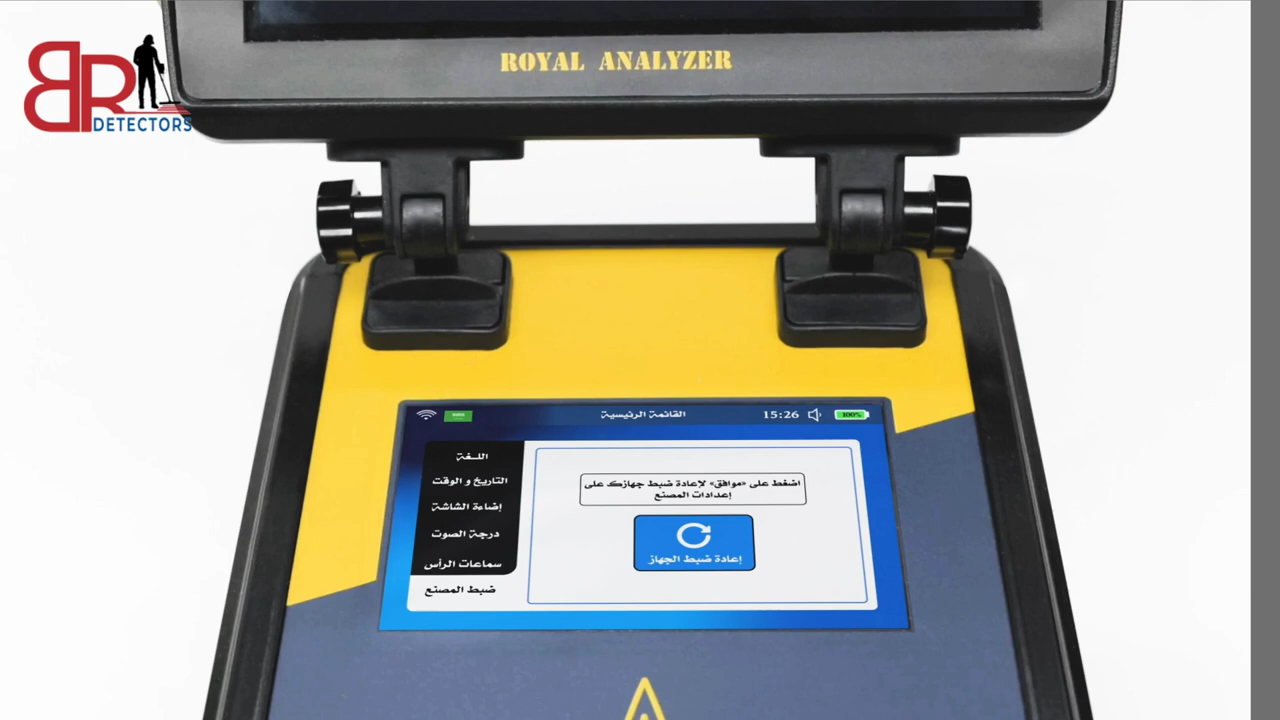 BR
DETECTORS
ROYAL ANALYZER
القائمة الرئيسية
15:26
100%
اللغة
التاريخ و الوقت
إضاءة الشاشة
درجة الصوت
سماعات الرأس
ضبط المصنع
اضغط على «موافق» لإعادة ضبط جهازك على
إعدادات المصنع
إعادة ضبط الجهاز